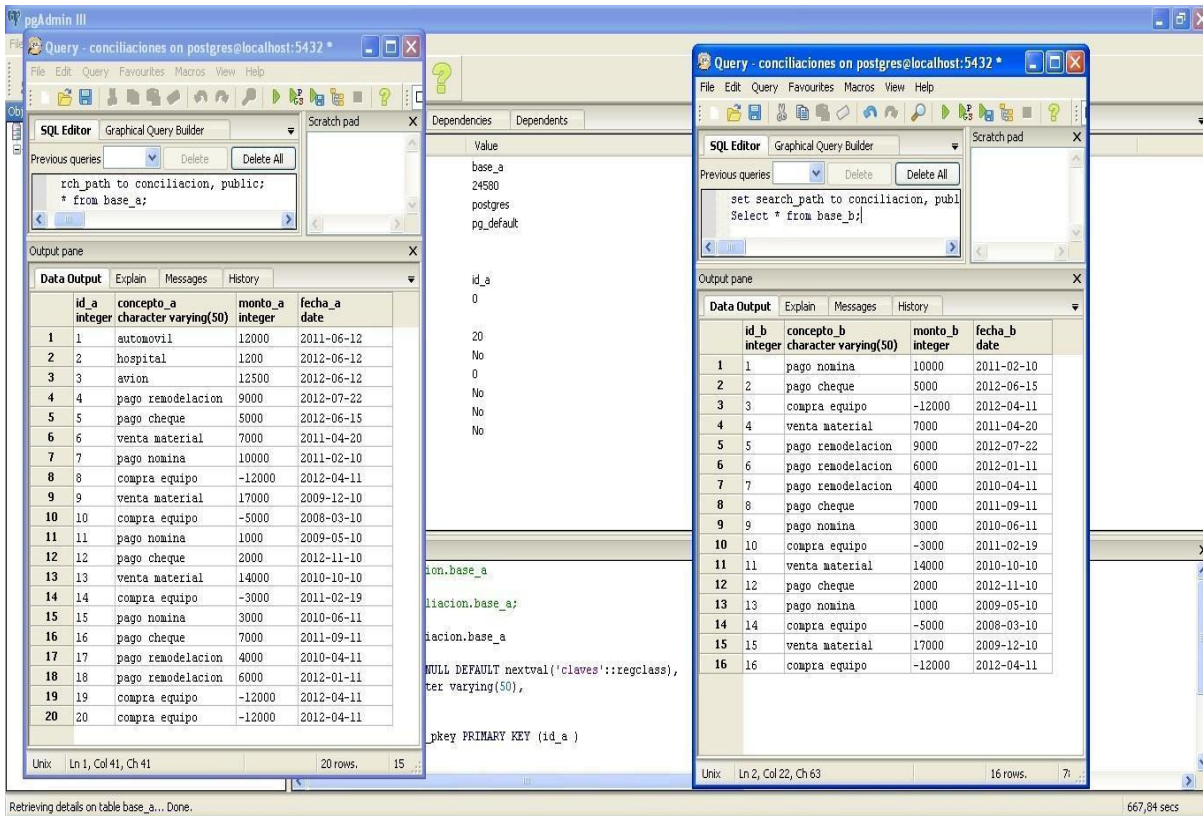 pgAdmin III
Query - conciliaciones on postgres@localhost:5432 *
File Edit Query Favourites Macros View Help
SQL Editor Graphical Query Builder
Scratch pad X
Previous queries Delete Delete All
rch_path to conciliacion, public;
* from base_a;
Output pane X
Data Output Explain Messages History
id_a concepto_a monto_a fecha_a
integer character varying(50) integer date
1 1 automovil 12000 2011-06-12
2 2 hospital 1200 2012-06-12
3 3 avion 12500 2012-06-12
4 4 pago remodelacion 9000 2012-07-22
5 5 pago cheque 5000 2012-06-15
6 6 venta material 7000 2011-04-20
7 7 pago nomina 10000 2011-02-10
8 8 compra equipo -12000 2012-04-11
9 9 venta material 17000 2009-12-10
10 10 compra equipo -5000 2008-03-10
11 11 pago nomina 1000 2009-05-10
12 12 pago cheque 2000 2012-11-10
13 13 venta material 14000 2010-10-10
14 14 compra equipo -3000 2011-02-19
15 15 pago nomina 3000 2010-06-11
16 16 pago cheque 7000 2011-09-11
17 17 pago remodelacion 4000 2010-04-11
18 18 pago remodelacion 6000 2012-01-11
19 19 compra equipo -12000 2012-04-11
20 20 compra equipo -12000 2012-04-11
Unix Ln 1, Col 41, Ch 41 20 rows. 15
Dependencies Dependents
Value
base_a
24580
postgres
pg_default
id_a
0
20
No
0
No
No
No
ion.base_a
liacion.base_a;
iacion.base_a
NULL DEFAULT nextval('claves'::regclass),
ter varying(50),
_pkey PRIMARY KEY (id_a )
Query - conciliaciones on postgres@localhost:5432 *
File Edit Query Favourites Macros View Help
SQL Editor Graphical Query Builder
Scratch pad X
Previous queries Delete Delete All
set search_path to conciliacion, publ
Select * from base_b;
Output pane X
Data Output Explain Messages History
id_b concepto_b monto_b fecha_b
integer character varying(50) integer date
1 1 pago nomina 10000 2011-02-10
2 2 pago cheque 5000 2012-06-15
3 3 compra equipo -12000 2012-04-11
4 4 venta material 7000 2011-04-20
5 5 pago remodelacion 9000 2012-07-22
6 6 pago remodelacion 6000 2012-01-11
7 7 pago remodelacion 4000 2010-04-11
8 8 pago cheque 7000 2011-09-11
9 9 pago nomina 3000 2010-06-11
10 10 compra equipo -3000 2011-02-19
11 11 venta material 14000 2010-10-10
12 12 pago cheque 2000 2012-11-10
13 13 pago nomina 1000 2009-05-10
14 14 compra equipo -5000 2008-03-10
15 15 venta material 17000 2009-12-10
16 16 compra equipo -12000 2012-04-11
Unix Ln 2, Col 22, Ch 63 16 rows.
Retrieving details on table base_a... Done. 667,84 secs